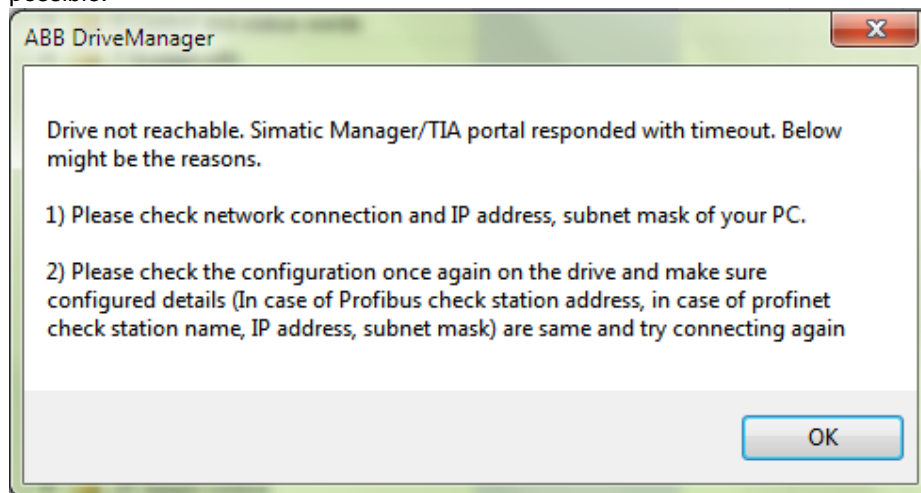 possible.
ABB DriveManager
Drive not reachable. Simatic Manager/TIA portal responded with timeout. Below
might be the reasons.
1) Please check network connection and IP address, subnet mask of your PC.
2) Please check the configuration once again on the drive and make sure
configured details (In case of Profibus check station address, in case of profinet
check station name, IP address, subnet mask) are same and try connecting again
OK